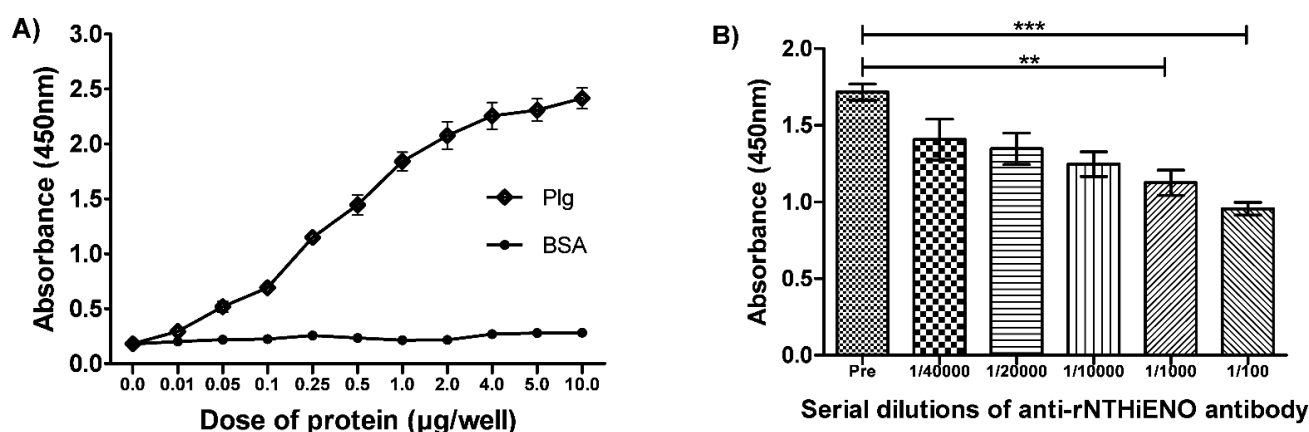 A)
Absorbance (450nm)
3.0
2.5
2.0
1.5
1.0
0.5
0.0
Plg
BSA
0.0 0.01 0.05 0.1 0.25 0.5 1.0 2.0 4.0 5.0 10.0
Dose of protein (µg/well)
B)
***
**
Absorbance (450nm)
2.0
1.5
1.0
0.5
0.0
Pre 1/40000 1/20000 1/10000 1/1000 1/100
Serial dilutions of anti-rNTHiENO antibody